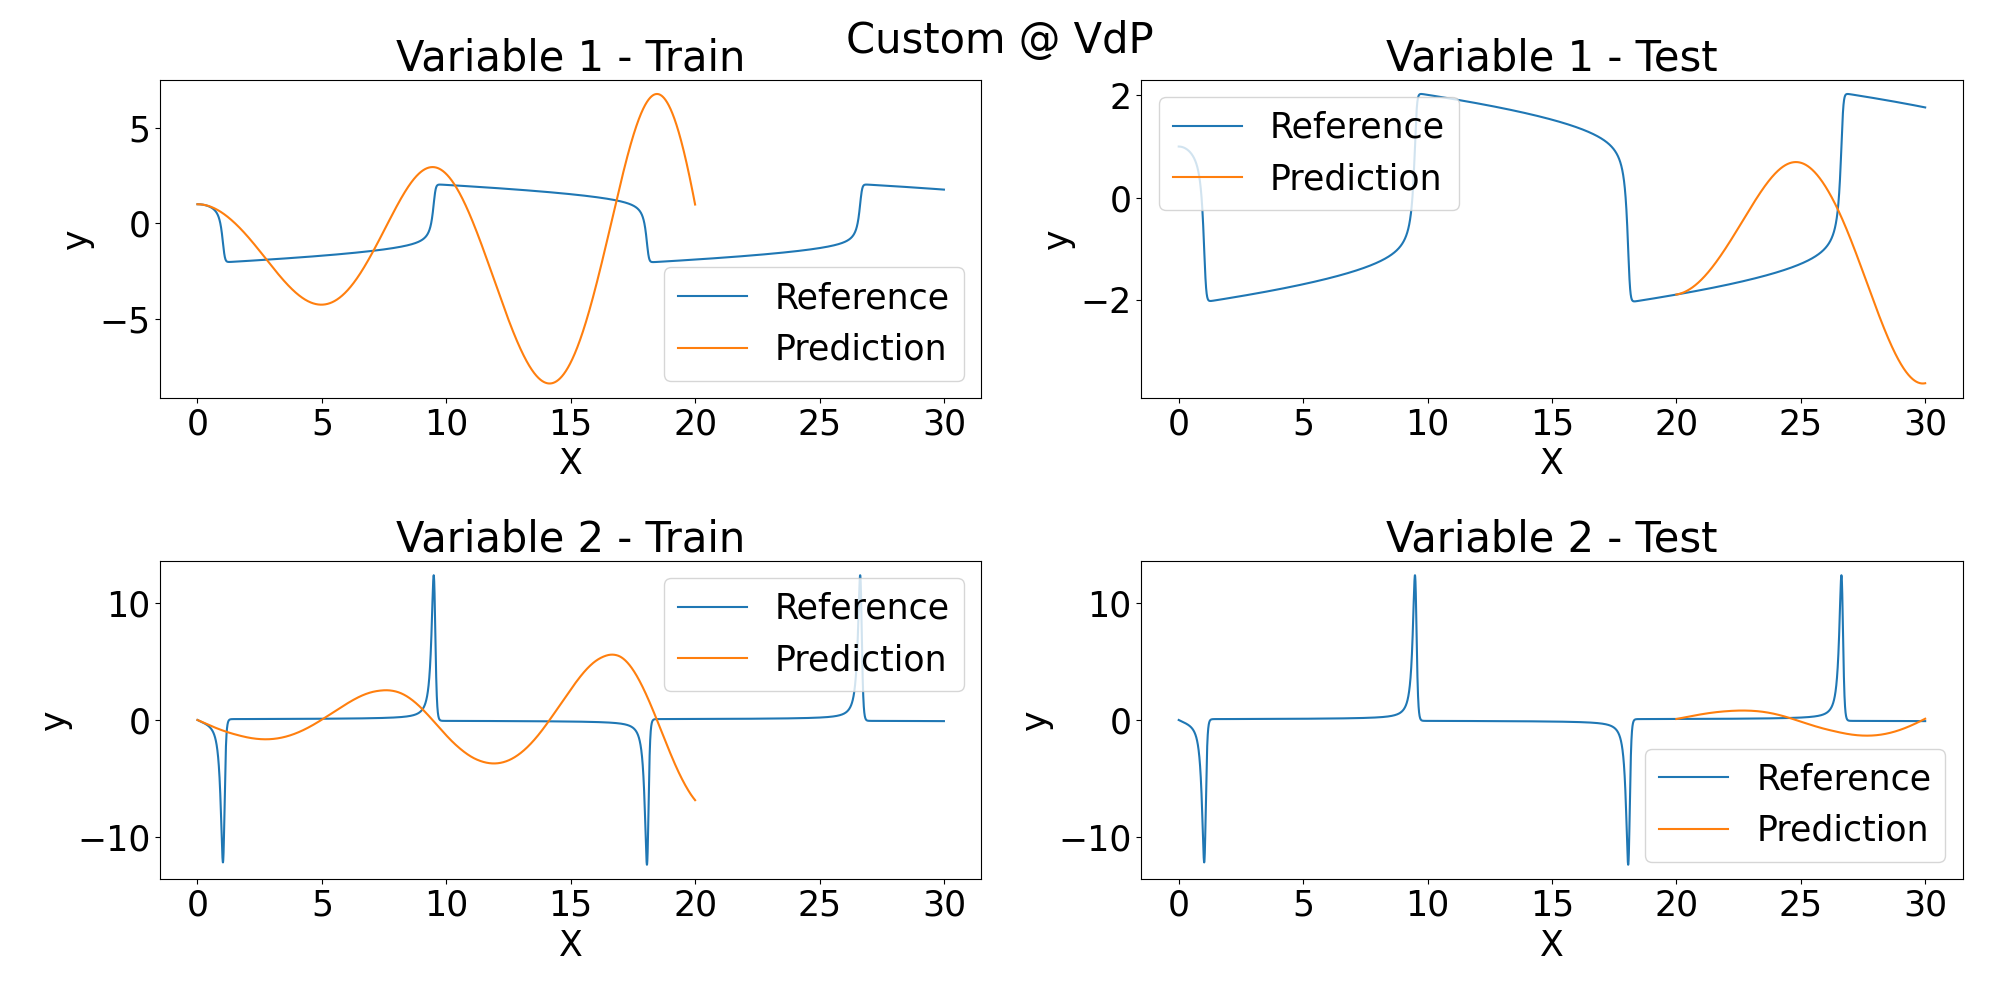 Custom @ VdP
Variable 1 - Train
y
5
0
−5
Reference
Prediction
0 5 10 15 20 25 30
X
Variable 1 - Test
y
2
0
−2
Reference
Prediction
0 5 10 15 20 25 30
X
Variable 2 - Train
y
10
0
−10
Reference
Prediction
0 5 10 15 20 25 30
X
Variable 2 - Test
y
10
0
−10
Reference
Prediction
0 5 10 15 20 25 30
X